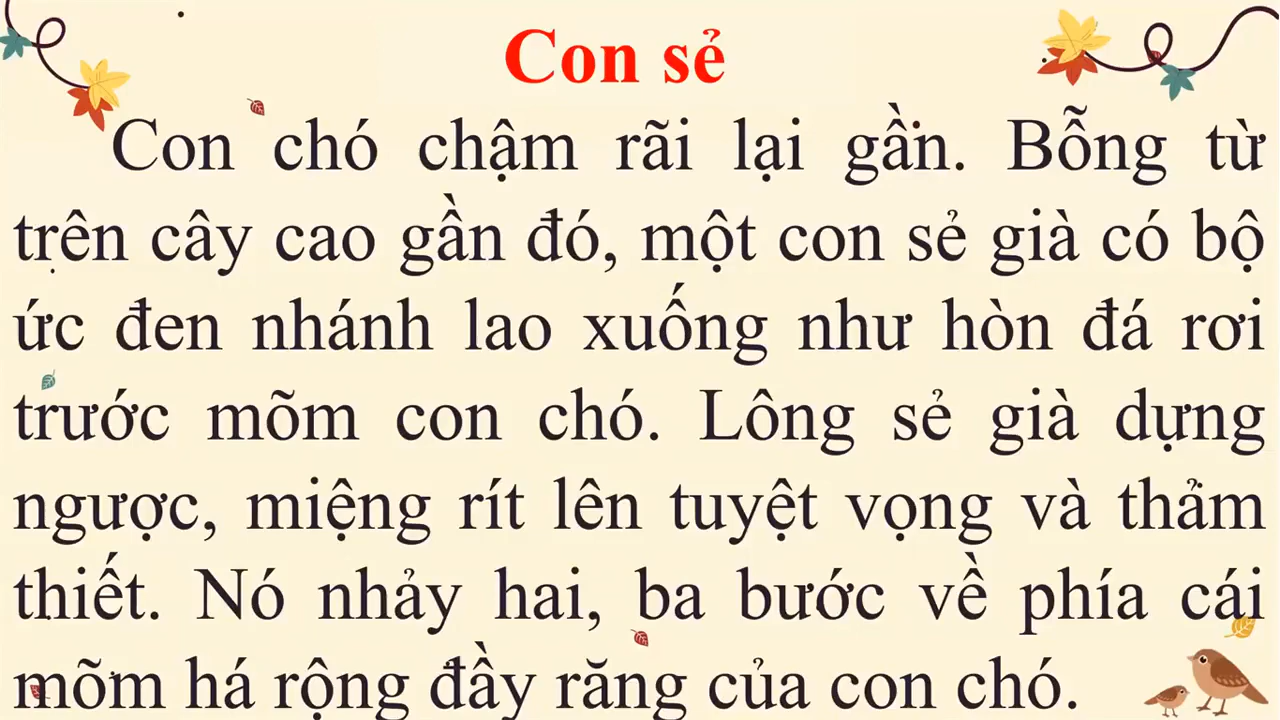 Con sẻ
Con chó chậm rãi lại gần. Bỗng từ
trên cây cao gần đó, một con sẻ già có bộ
ức đen nhánh lao xuống như hòn đá rơi
trước mõm con chó. Lông sẻ già dựng
ngược, miệng rít lên tuyệt vọng và thảm
thiết. Nó nhảy hai, ba bước về phía cái
mõm há rộng đầy răng của con chó.